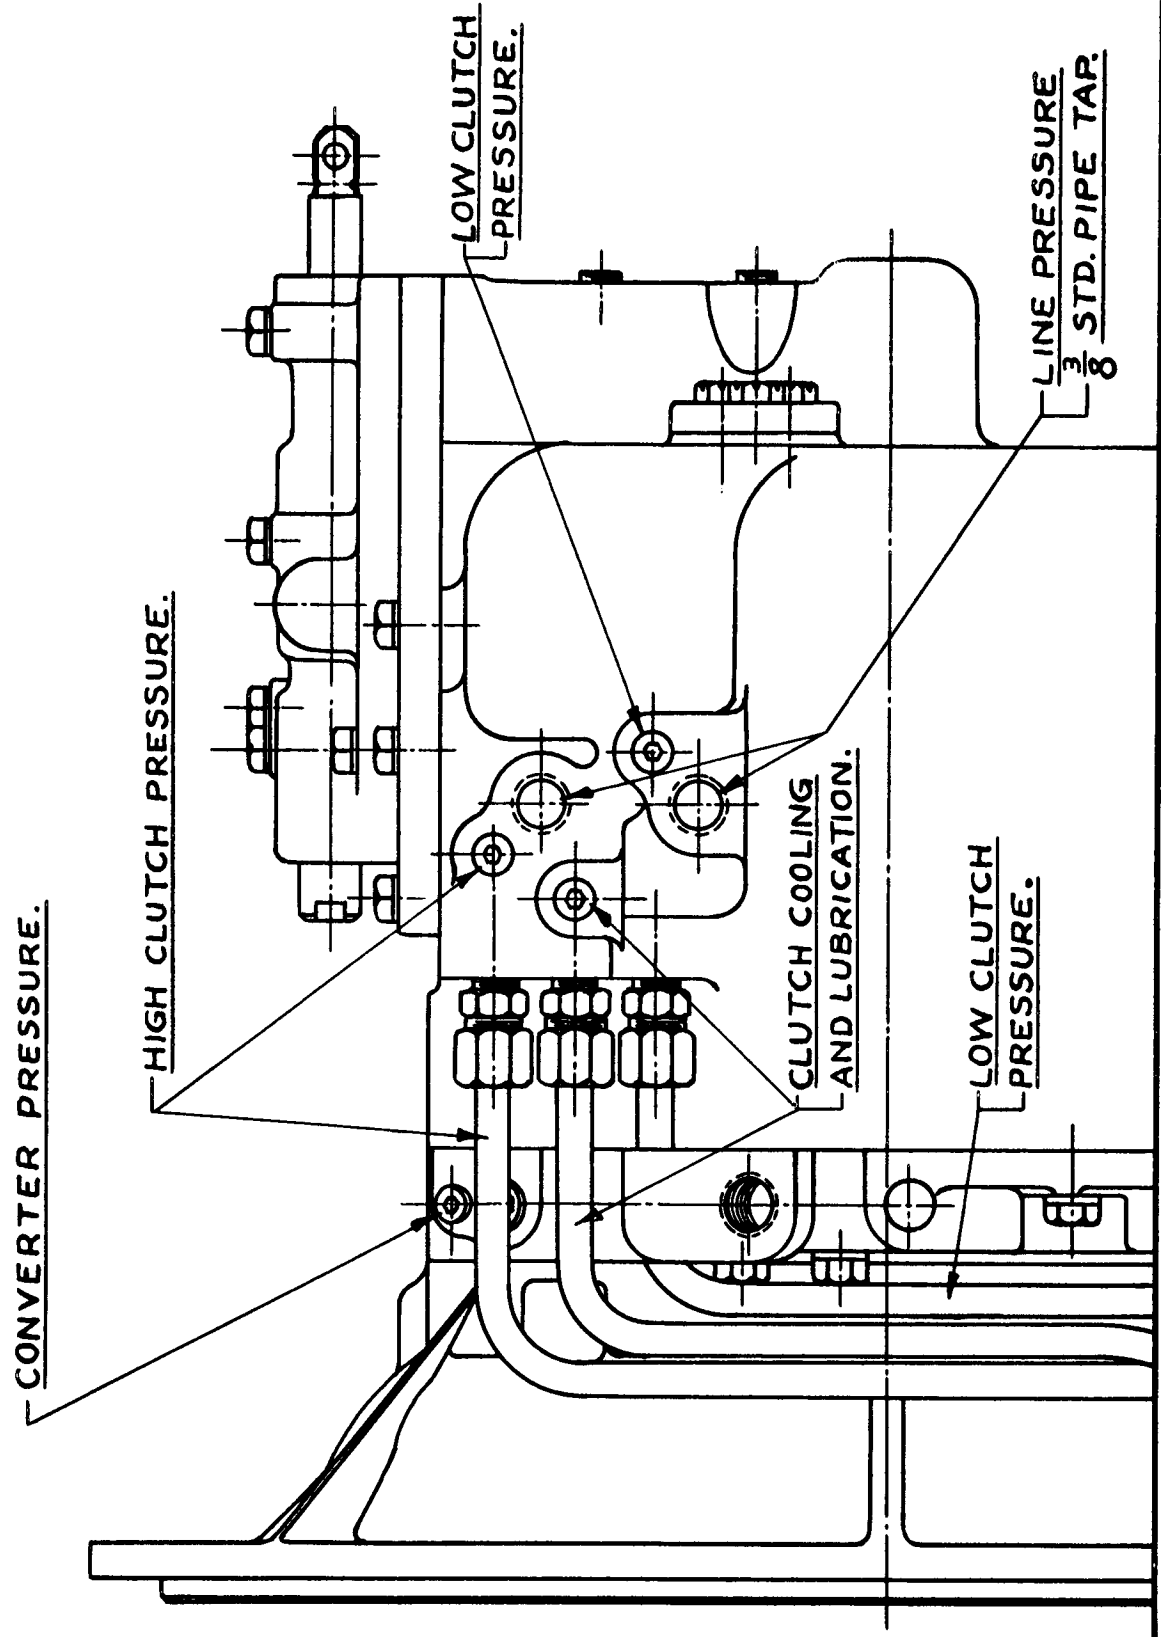 CONVERTER PRESSURE.
HIGH CLUTCH PRESSURE.
LOW CLUTCH
PRESSURE.
CLUTCH COOLING
AND LUBRICATION.
LOW CLUTCH
PRESSURE.
LINE PRESSURE
3/8 STD. PIPE TAP.